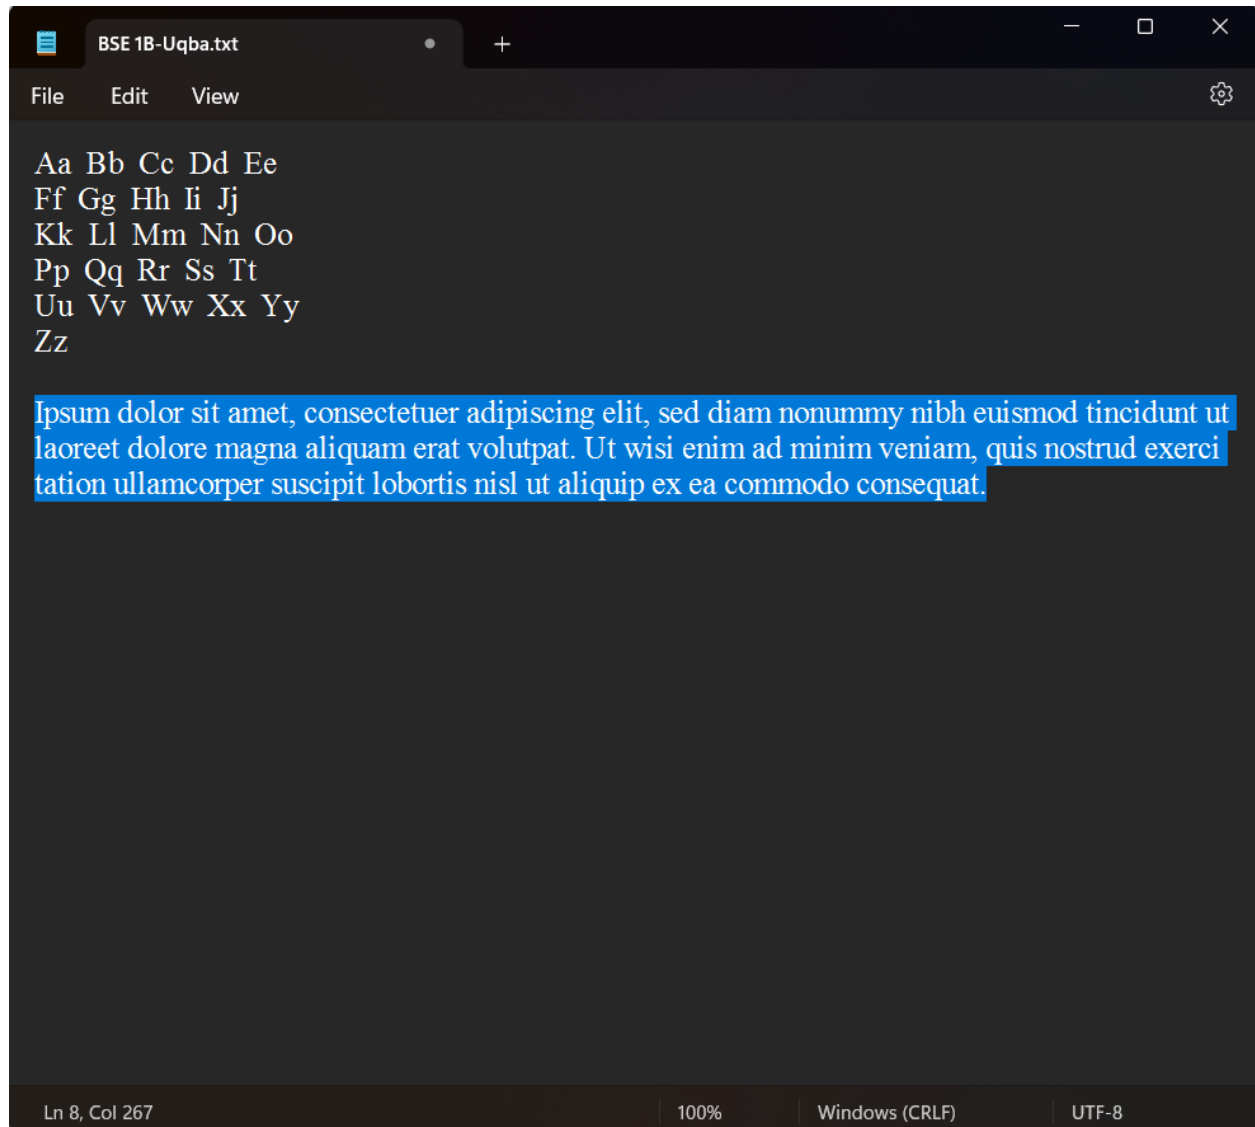 BSE 1B-Uqba.txt
File Edit View
Aa Bb Cc Dd Ee
Ff Gg Hh Ii Jj
Kk Ll Mm Nn Oo
Pp Qq Rr Ss Tt
Uu Vv Ww Xx Yy
Zz
Ipsum dolor sit amet, consectetuer adipiscing elit, sed diam nonummy nibh euismod tincidunt ut
laoreet dolore magna aliquam erat volutpat. Ut wisi enim ad minim veniam, quis nostrud exerci
tation ullamcorper suscipit lobortis nisl ut aliquip ex ea commodo consequat.
Ln 8, Col 267 100% Windows (CRLF) UTF-8